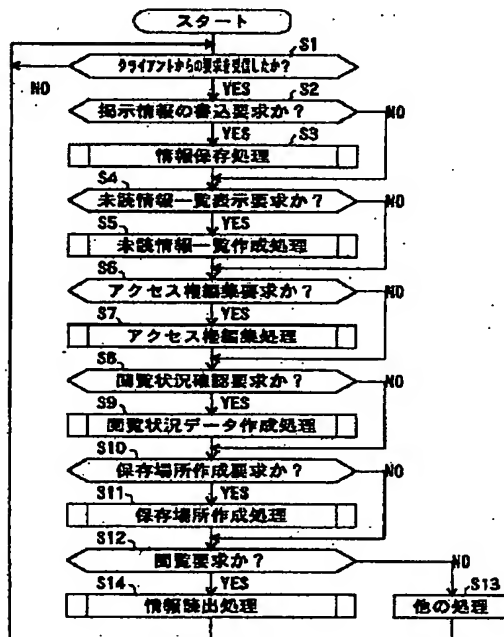 スタート
S1
クライアントからの要求を受信したか?
NO
YES
S2
掲示情報の書込要求か?
NO
YES
S3
情報保存処理
S4
未読情報一覧表示要求か?
NO
S5
YES
未読情報一覧作成処理
S6
アクセス権編集要求か?
NO
S7
YES
アクセス権編集処理
S8
閲覧状況確認要求か?
NO
S9
YES
閲覧状況データ作成処理
S10
保存場所作成要求か?
NO
S11
YES
保存場所作成処理
S12
閲覧要求か?
NO
S14
YES
S13
情報読出処理
他の処理